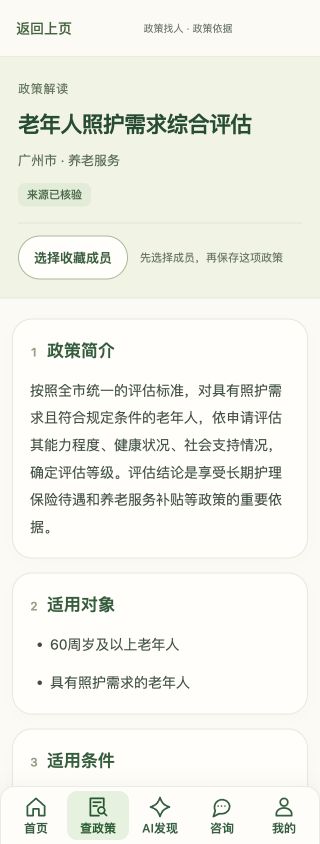 返回上页
政策找人 · 政策依据
政策解读
老年人照护需求综合评估
广州市 · 养老服务
来源已核验
选择收藏成员
先选择成员，再保存这项政策
1 政策简介
按照全市统一的评估标准，对具有照护需
求且符合规定条件的老年人，依申请评估
其能力程度、健康状况、社会支持情况，
确定评估等级。评估结论是享受长期护理
保险待遇和养老服务补贴等政策的重要依
据。
2 适用对象
• 60周岁及以上老年人
• 具有照护需求的老年人
3 适用条件
首页
查政策
AI发现
咨询
我的